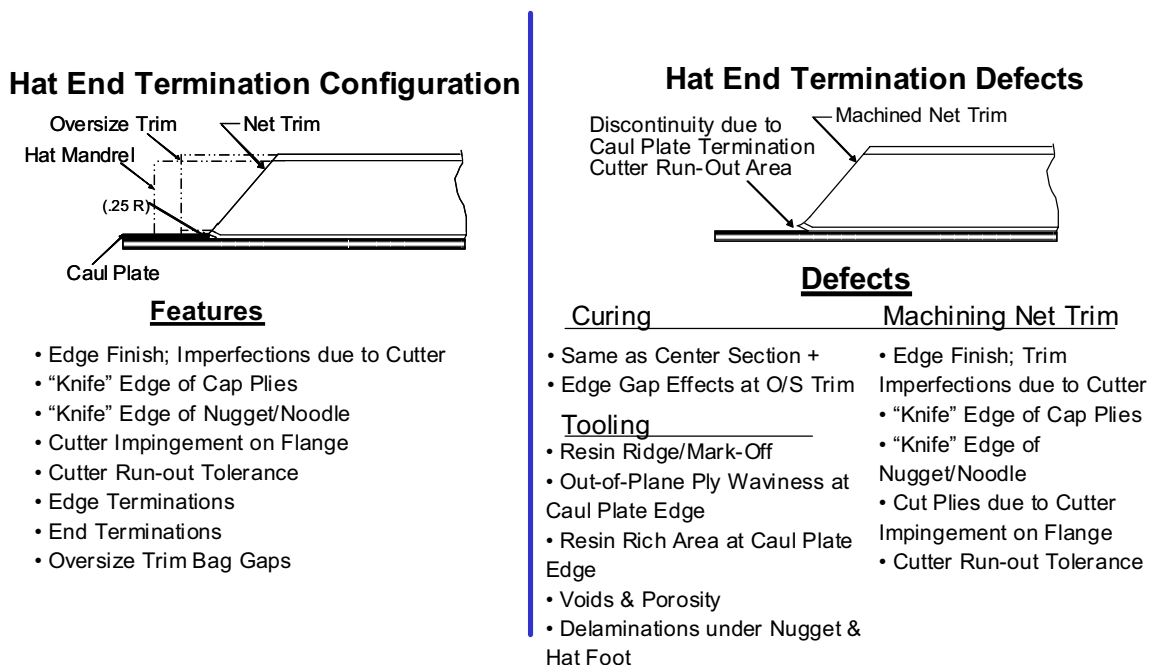 Hat End Termination Configuration
Oversize Trim
Net Trim
Hat Mandrel
(.25 R)
Caul Plate
Features
• Edge Finish; Imperfections due to Cutter
• “Knife” Edge of Cap Plies
• “Knife” Edge of Nugget/Noodle
• Cutter Impingement on Flange
• Cutter Run-out Tolerance
• Edge Terminations
• End Terminations
• Oversize Trim Bag Gaps
Hat End Termination Defects
Machined Net Trim
Discontinuity due to
Caul Plate Termination
Cutter Run-Out Area
Defects
Curing
• Same as Center Section +
• Edge Gap Effects at O/S Trim
Tooling
• Resin Ridge/Mark-Off
• Out-of-Plane Ply Waviness at
Caul Plate Edge
• Resin Rich Area at Caul Plate
Edge
• Voids & Porosity
• Delaminations under Nugget &
Hat Foot
Machining Net Trim
• Edge Finish; Trim
Imperfections due to Cutter
• “Knife” Edge of Cap Plies
• “Knife” Edge of
Nugget/Noodle
• Cut Plies due to Cutter
Impingement on Flange
• Cutter Run-out Tolerance